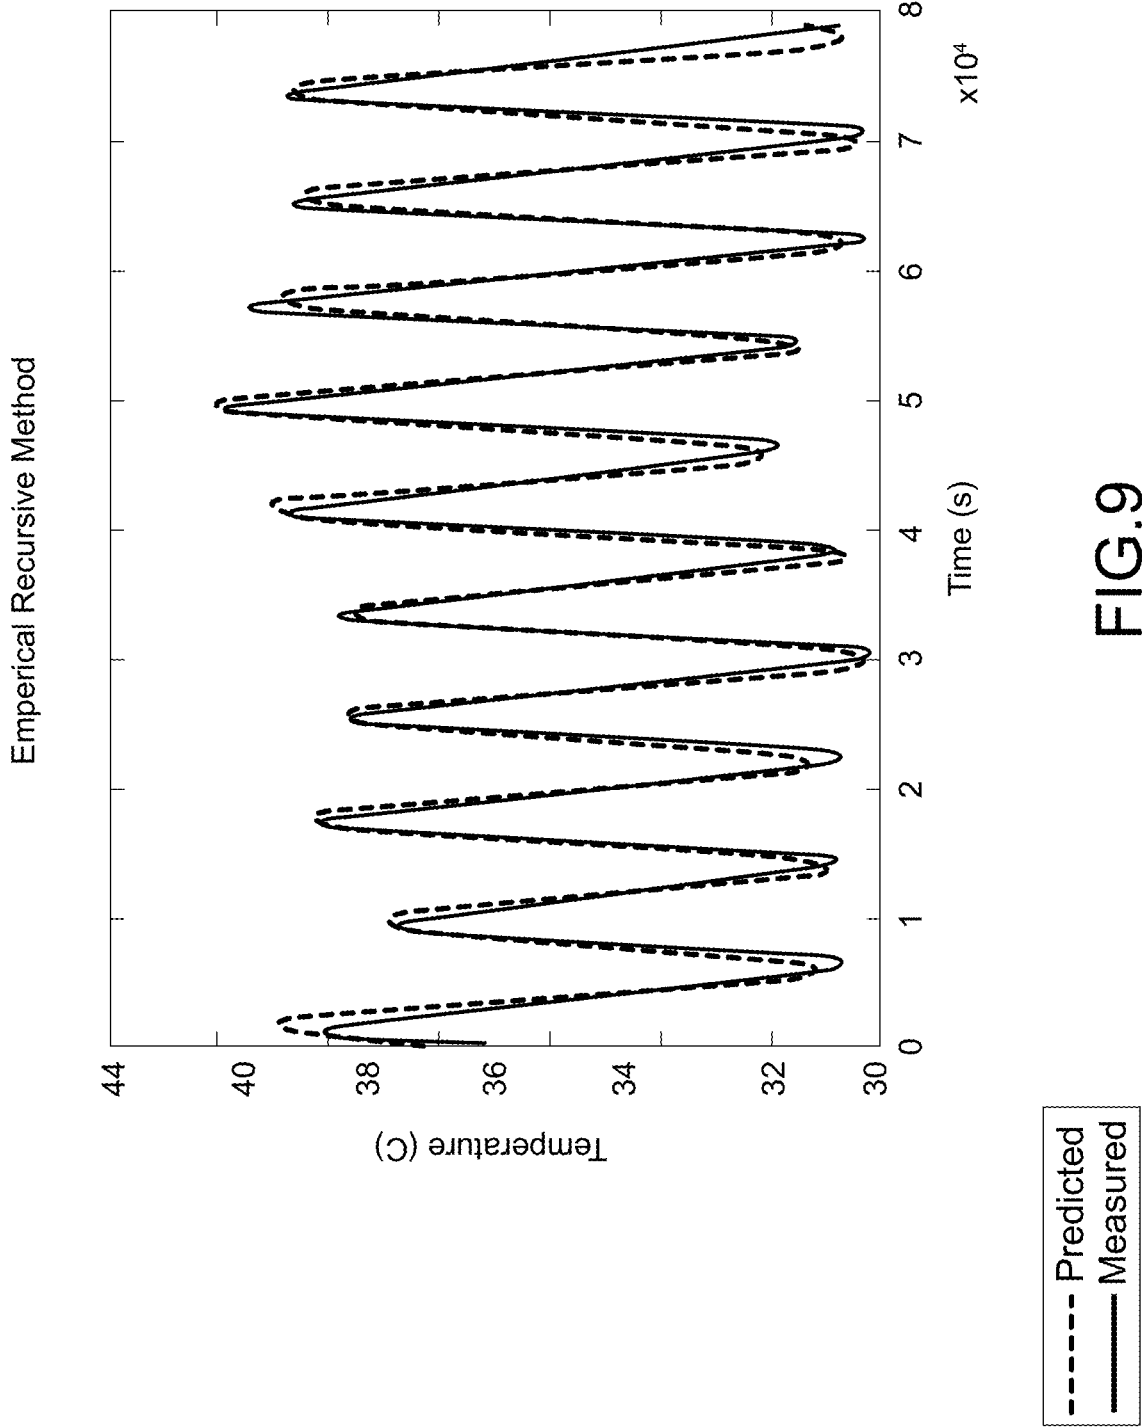 Emperical Recursive Method
Temperature (C)
44
40
38
36
34
32
30
0
1
2
3
4
5
6
7
8
x10⁴
Time (s)
Predicted
Measured
FIG.9